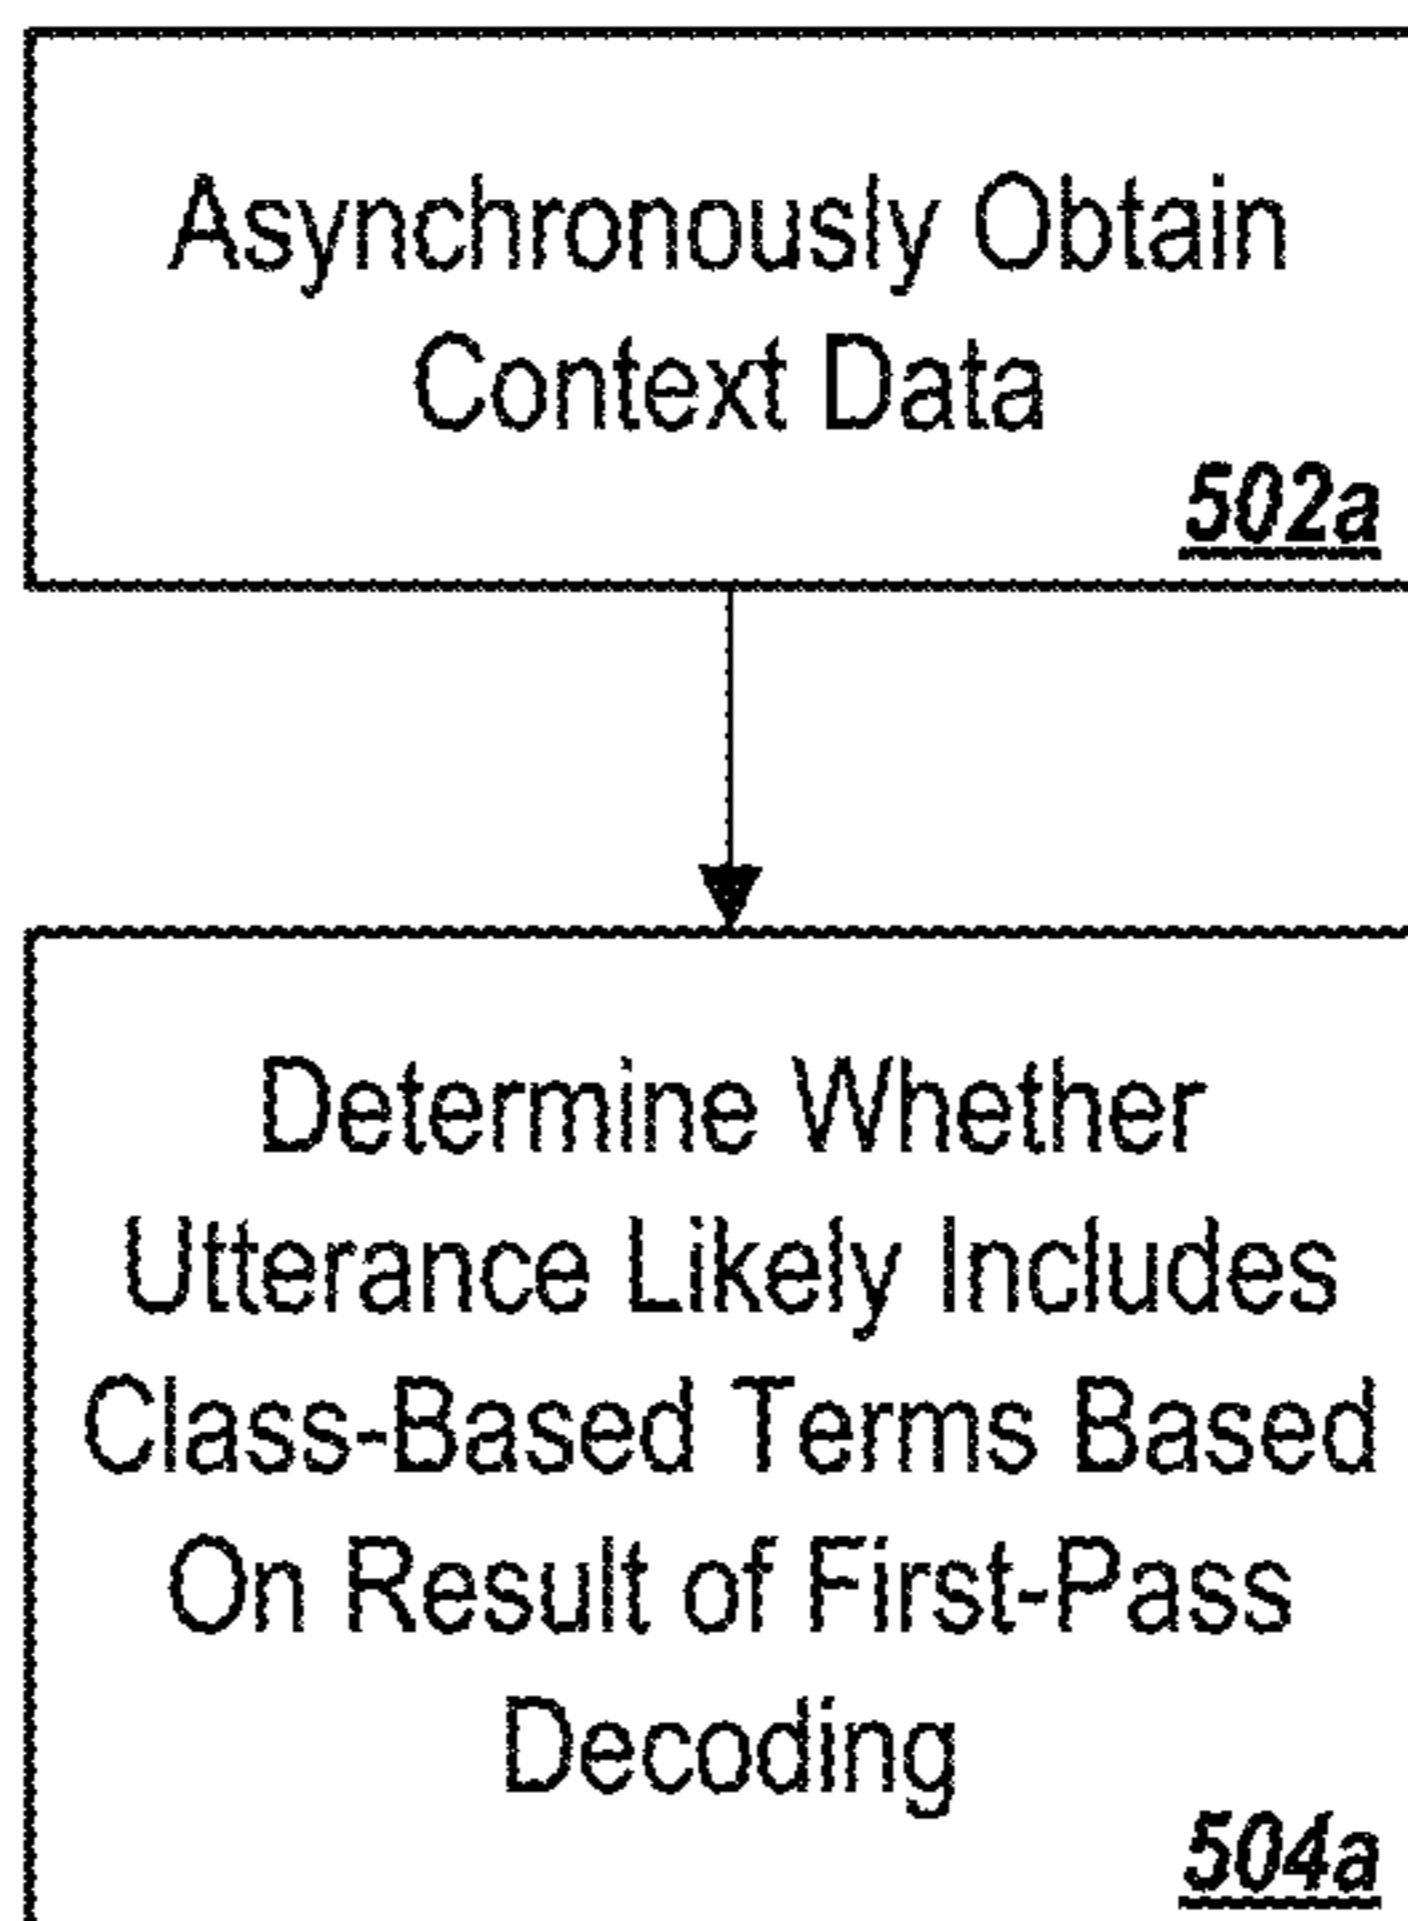 Asynchronously Obtain
Context Data
502a
Determine Whether
Utterance Likely Includes
Class-Based Terms Based
On Result of First-Pass
Decoding
504a